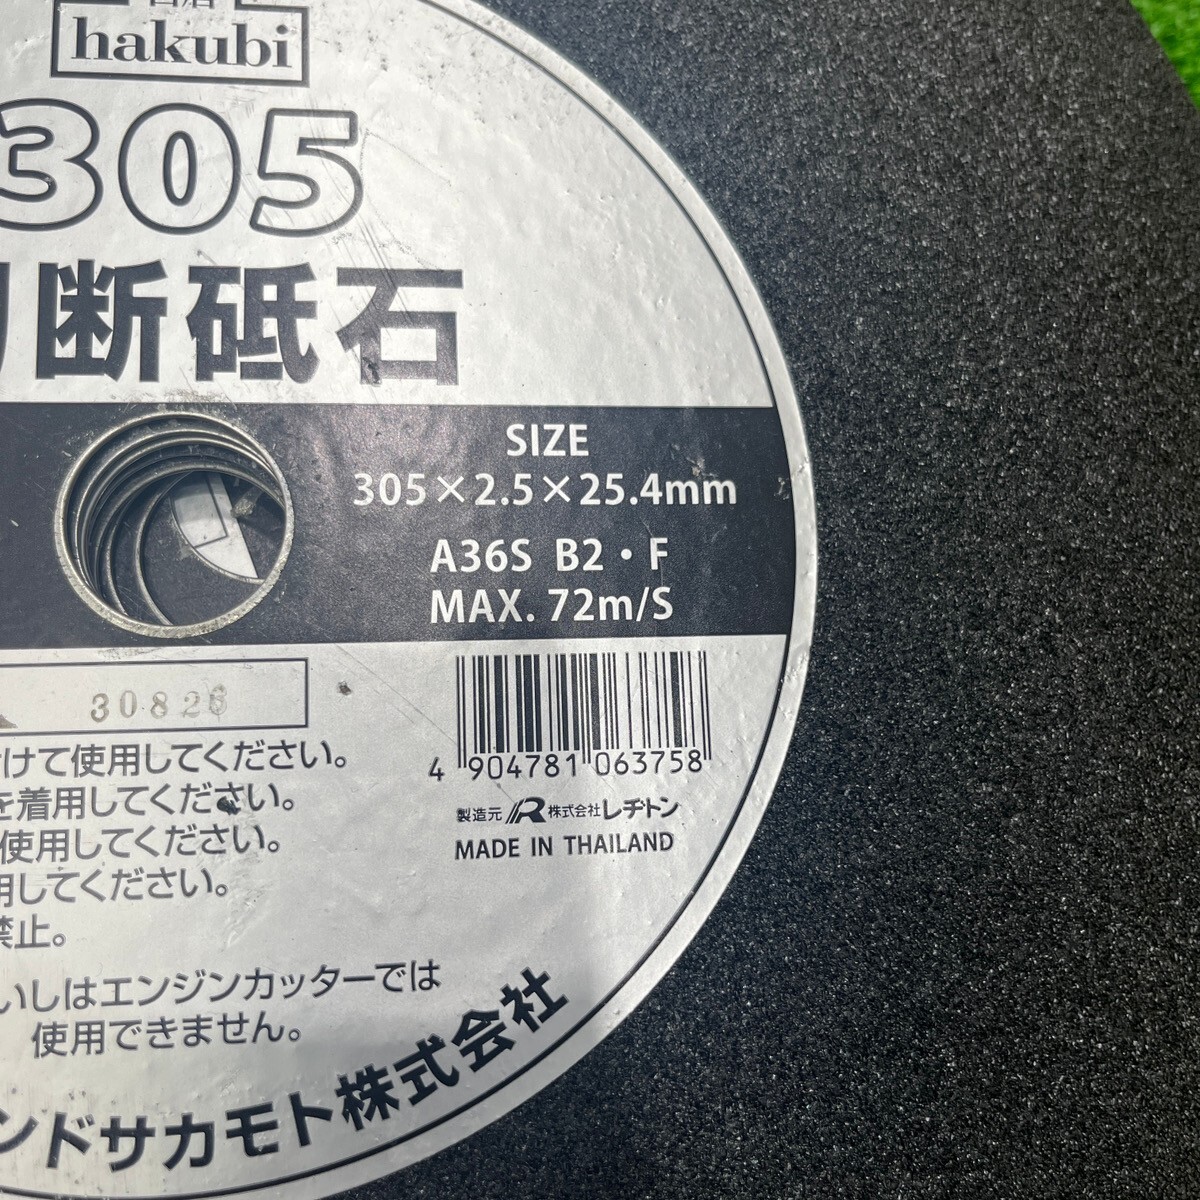 hakubi
305
断砥石
SIZE
305×2.5×25.4mm
A36S B2・F
MAX. 72m/S
30826
4 904781 063758
けて使用してください。
を着用してください。
使用してください。
用してください。
禁止。
製造元 株式会社レヂトン
MADE IN THAILAND
いしはエンジンカッターでは
使用できません。
ンドサカモト株式会社